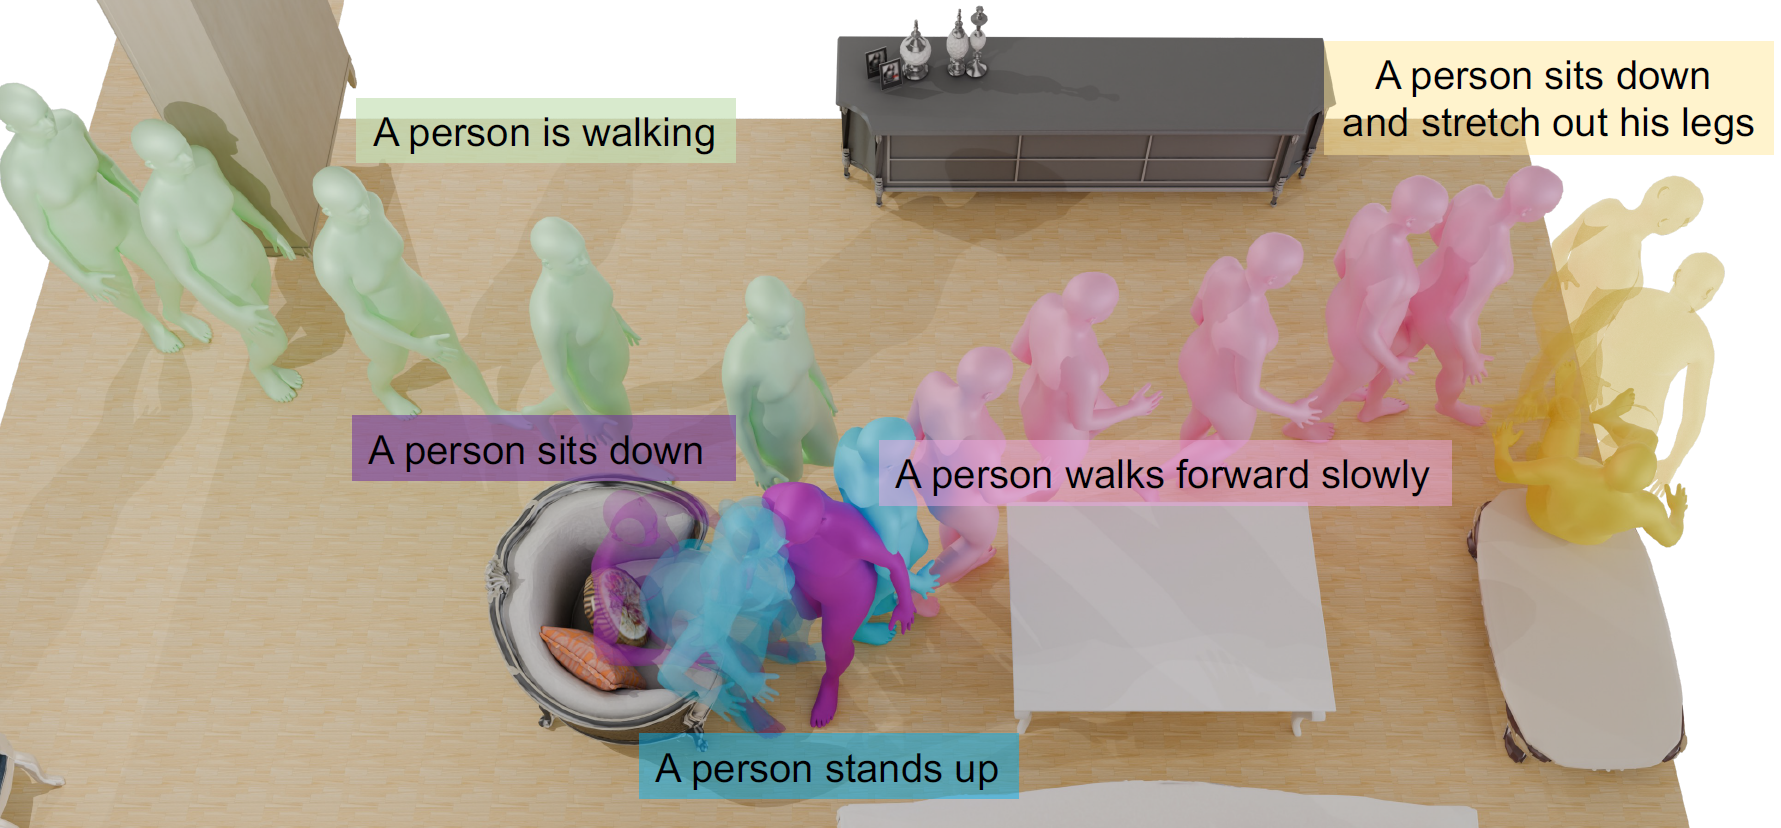 A person is walking
A person sits down
and stretch out his legs
A person sits down
A person walks forward slowly
A person stands up